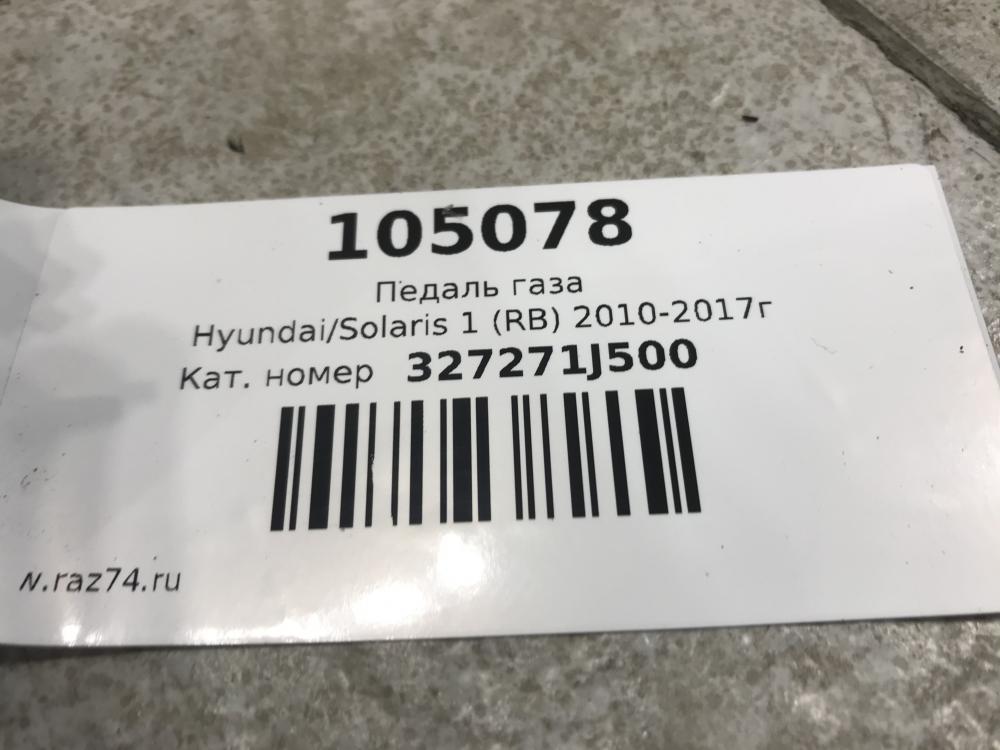 105078
Педаль газа
Hyundai/Solaris 1 (RB) 2010-2017г
Кат. номер 327271J500
.raz74.ru